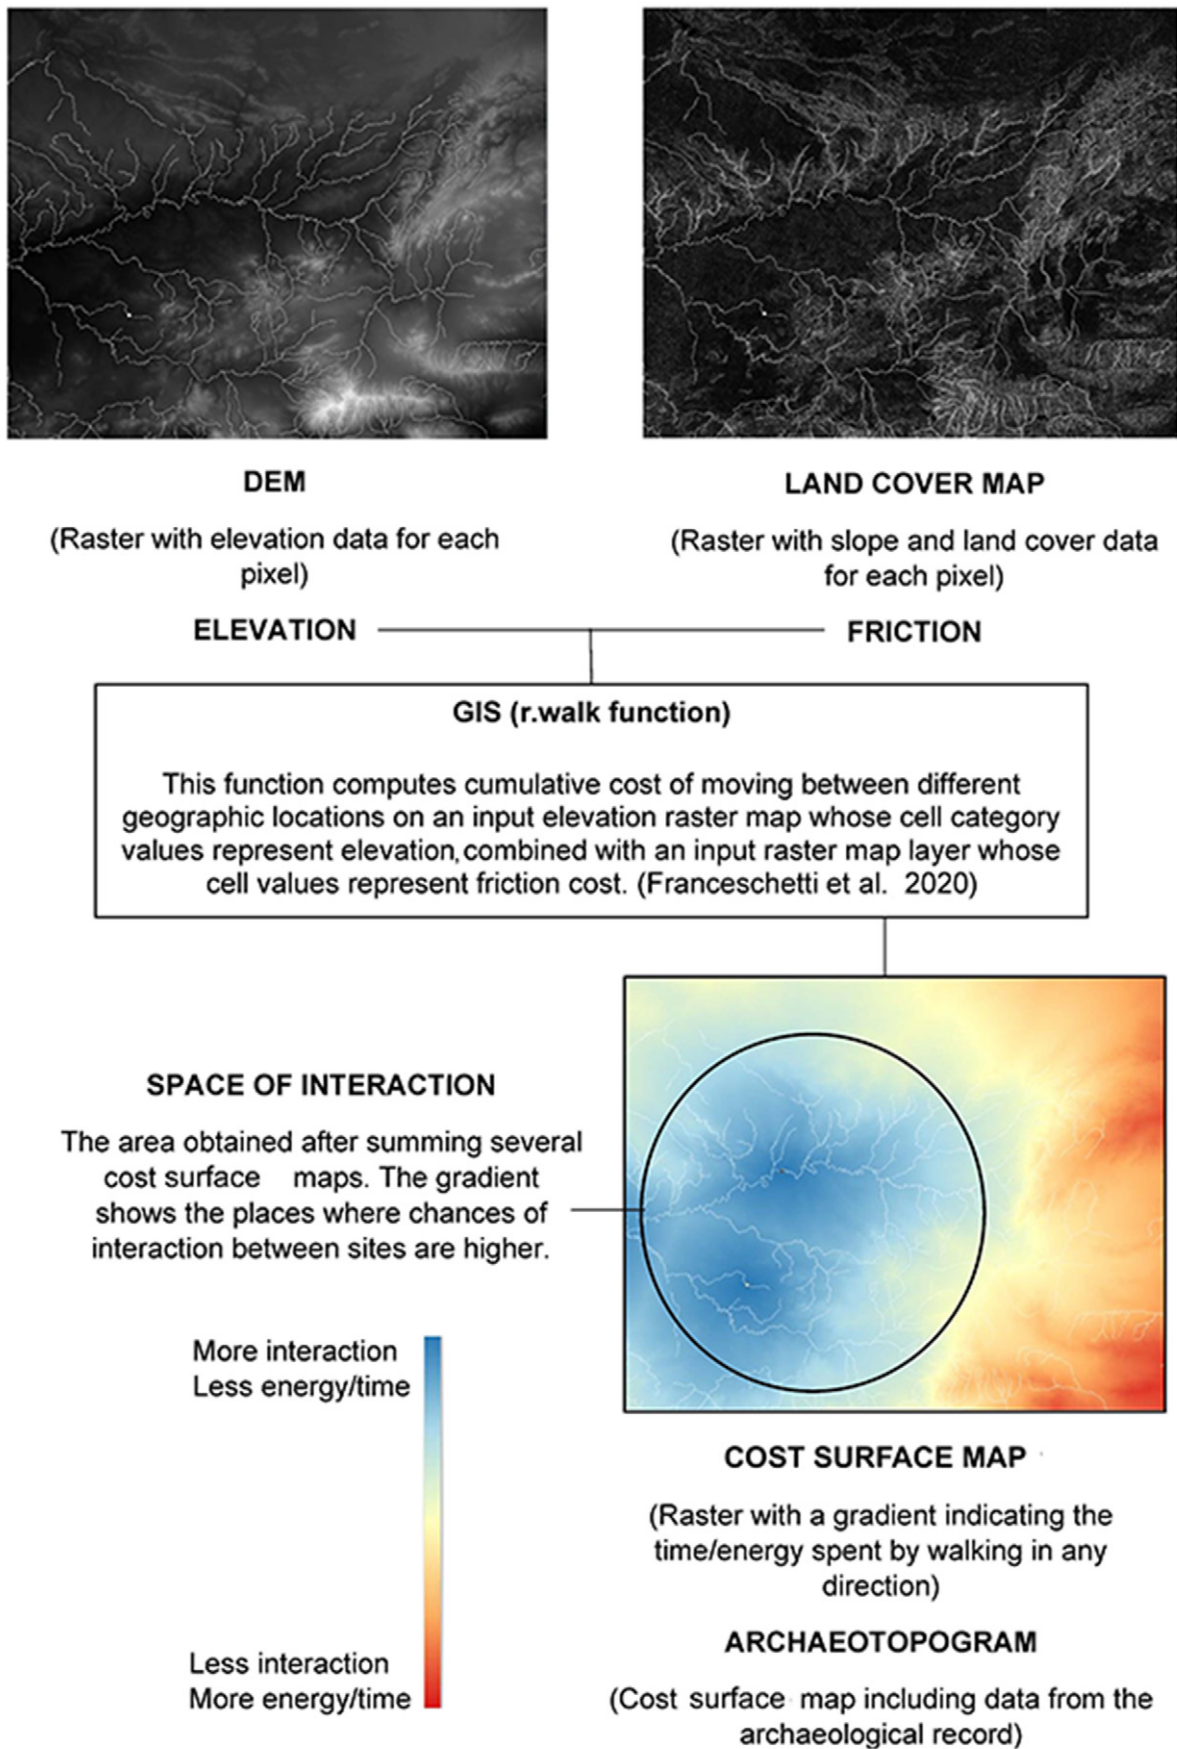 DEM
(Raster with elevation data for each
pixel)
LAND COVER MAP
(Raster with slope and land cover data
for each pixel)
ELEVATION
FRICTION
GIS (r.walk function)
This function computes cumulative cost of moving between different
geographic locations on an input elevation raster map whose cell category
values represent elevation, combined with an input raster map layer whose
cell values represent friction cost. (Franceschetti et al. 2020)
SPACE OF INTERACTION
The area obtained after summing several
cost surface maps. The gradient
shows the places where chances of
interaction between sites are higher.
More interaction
Less energy/time
Less interaction
More energy/time
COST SURFACE MAP
(Raster with a gradient indicating the
time/energy spent by walking in any
direction)
ARCHAEOTOPOGRAM
(Cost surface map including data from the
archaeological record)